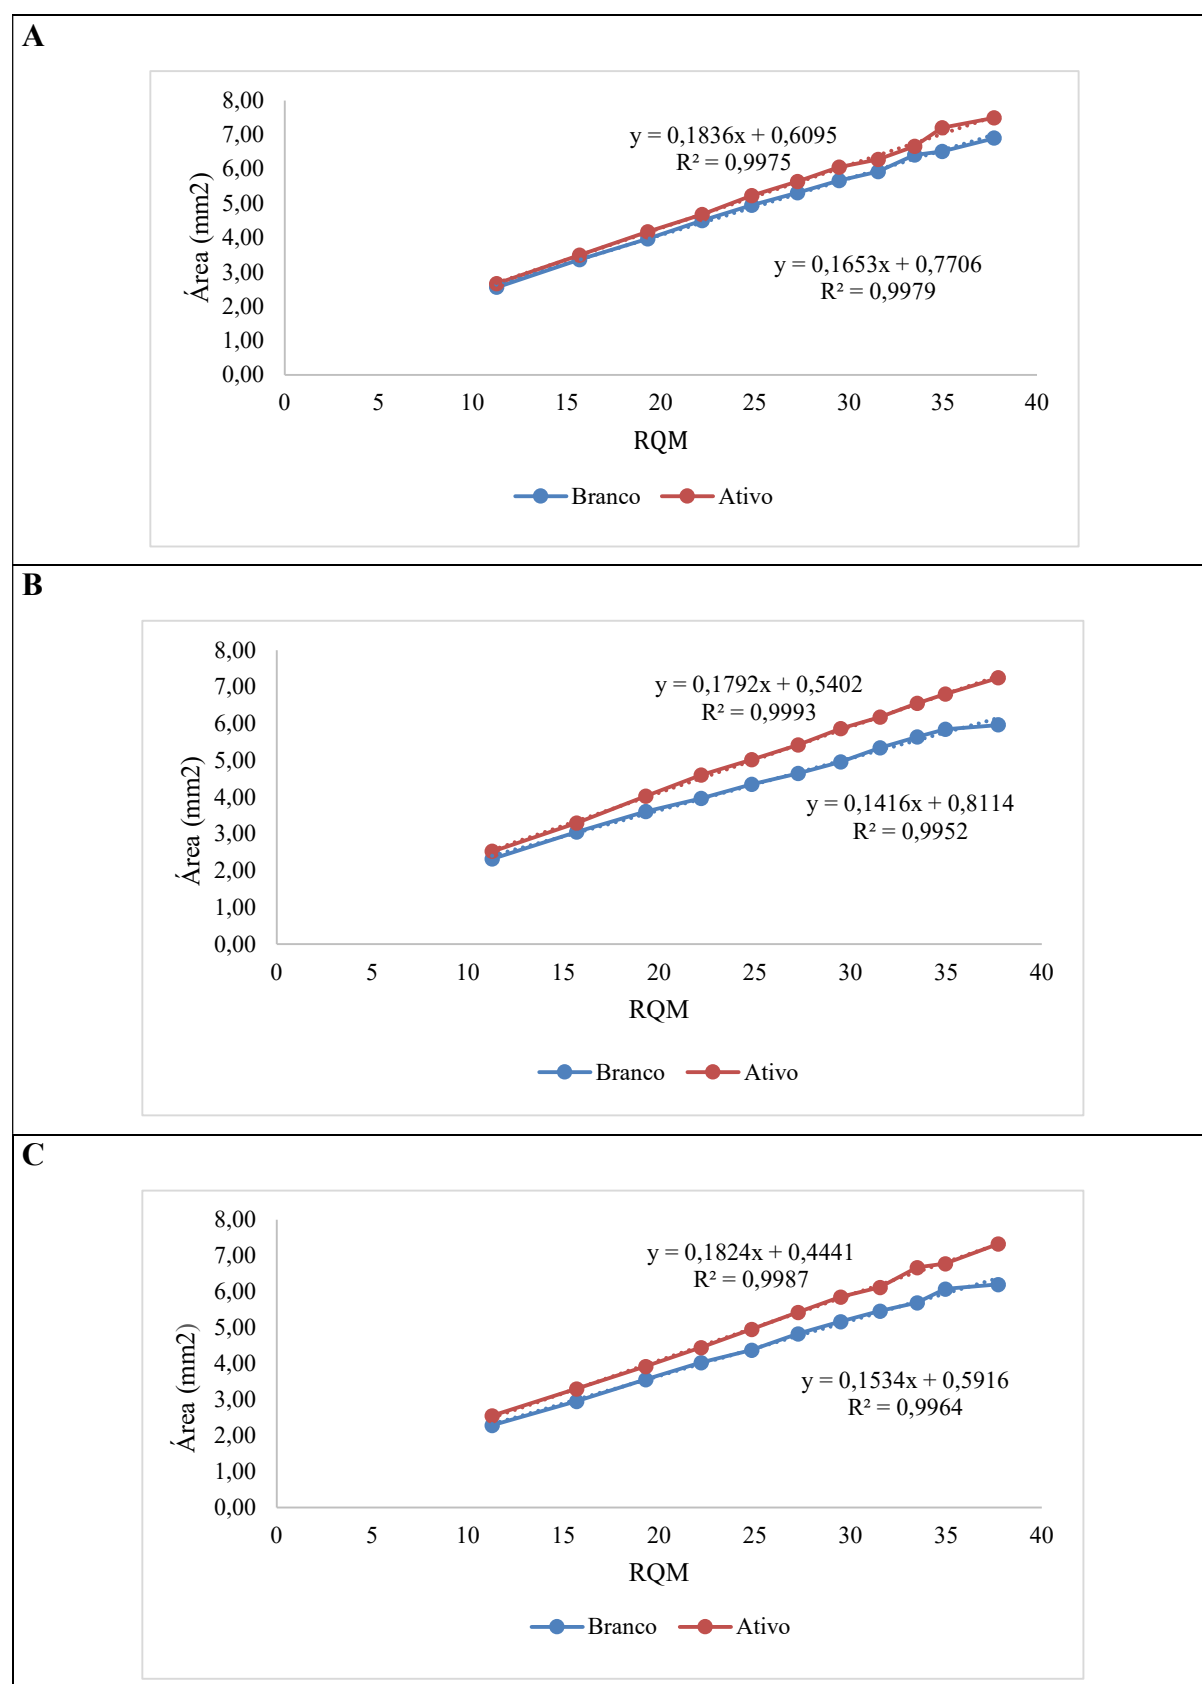 A
8,00
7,00
6,00
5,00
4,00
3,00
2,00
1,00
0,00
Área (mm2)
y = 0,1836x + 0,6095
R² = 0,9975
y = 0,1653x + 0,7706
R² = 0,9979
0 5 10 15 20 25 30 35 40
RQM
Branco Ativo
B
8,00
7,00
6,00
5,00
4,00
3,00
2,00
1,00
0,00
Área (mm2)
y = 0,1792x + 0,5402
R² = 0,9993
y = 0,1416x + 0,8114
R² = 0,9952
0 5 10 15 20 25 30 35 40
RQM
Branco Ativo
C
8,00
7,00
6,00
5,00
4,00
3,00
2,00
1,00
0,00
Área (mm2)
y = 0,1824x + 0,4441
R² = 0,9987
y = 0,1534x + 0,5916
R² = 0,9964
0 5 10 15 20 25 30 35 40
RQM
Branco Ativo